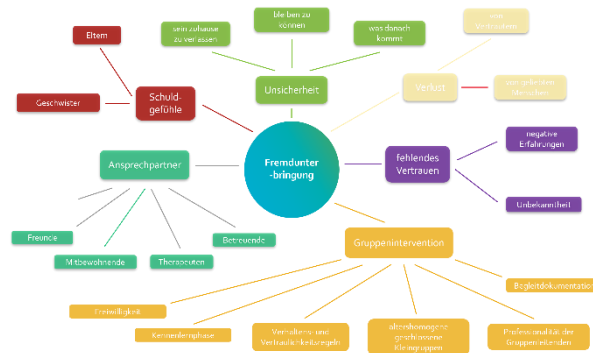 Eltern
sein zuhause
zu verlassen
bleiben zu
können
was danach
kommt
von
Vertrautem
Geschwister
Schuld-
gefühle
Unsicherheit
Verlust
von geliebten
Menschen
Ansprechpartner
Fremdunter
-bringung
fehlendes
Vertrauen
negative
Erfahrungen
Unbekanntheit
Freunde
Mitbewohnende
Therapeuten
Betreuende
Gruppenintervention
Freiwilligkeit
Kennenlernphase
Verhaltens- und
Vertraulichkeitsregeln
altershomogene
geschlossene
Kleingruppen
Professionalität der
Gruppenleitenden
Begleitdokumentation